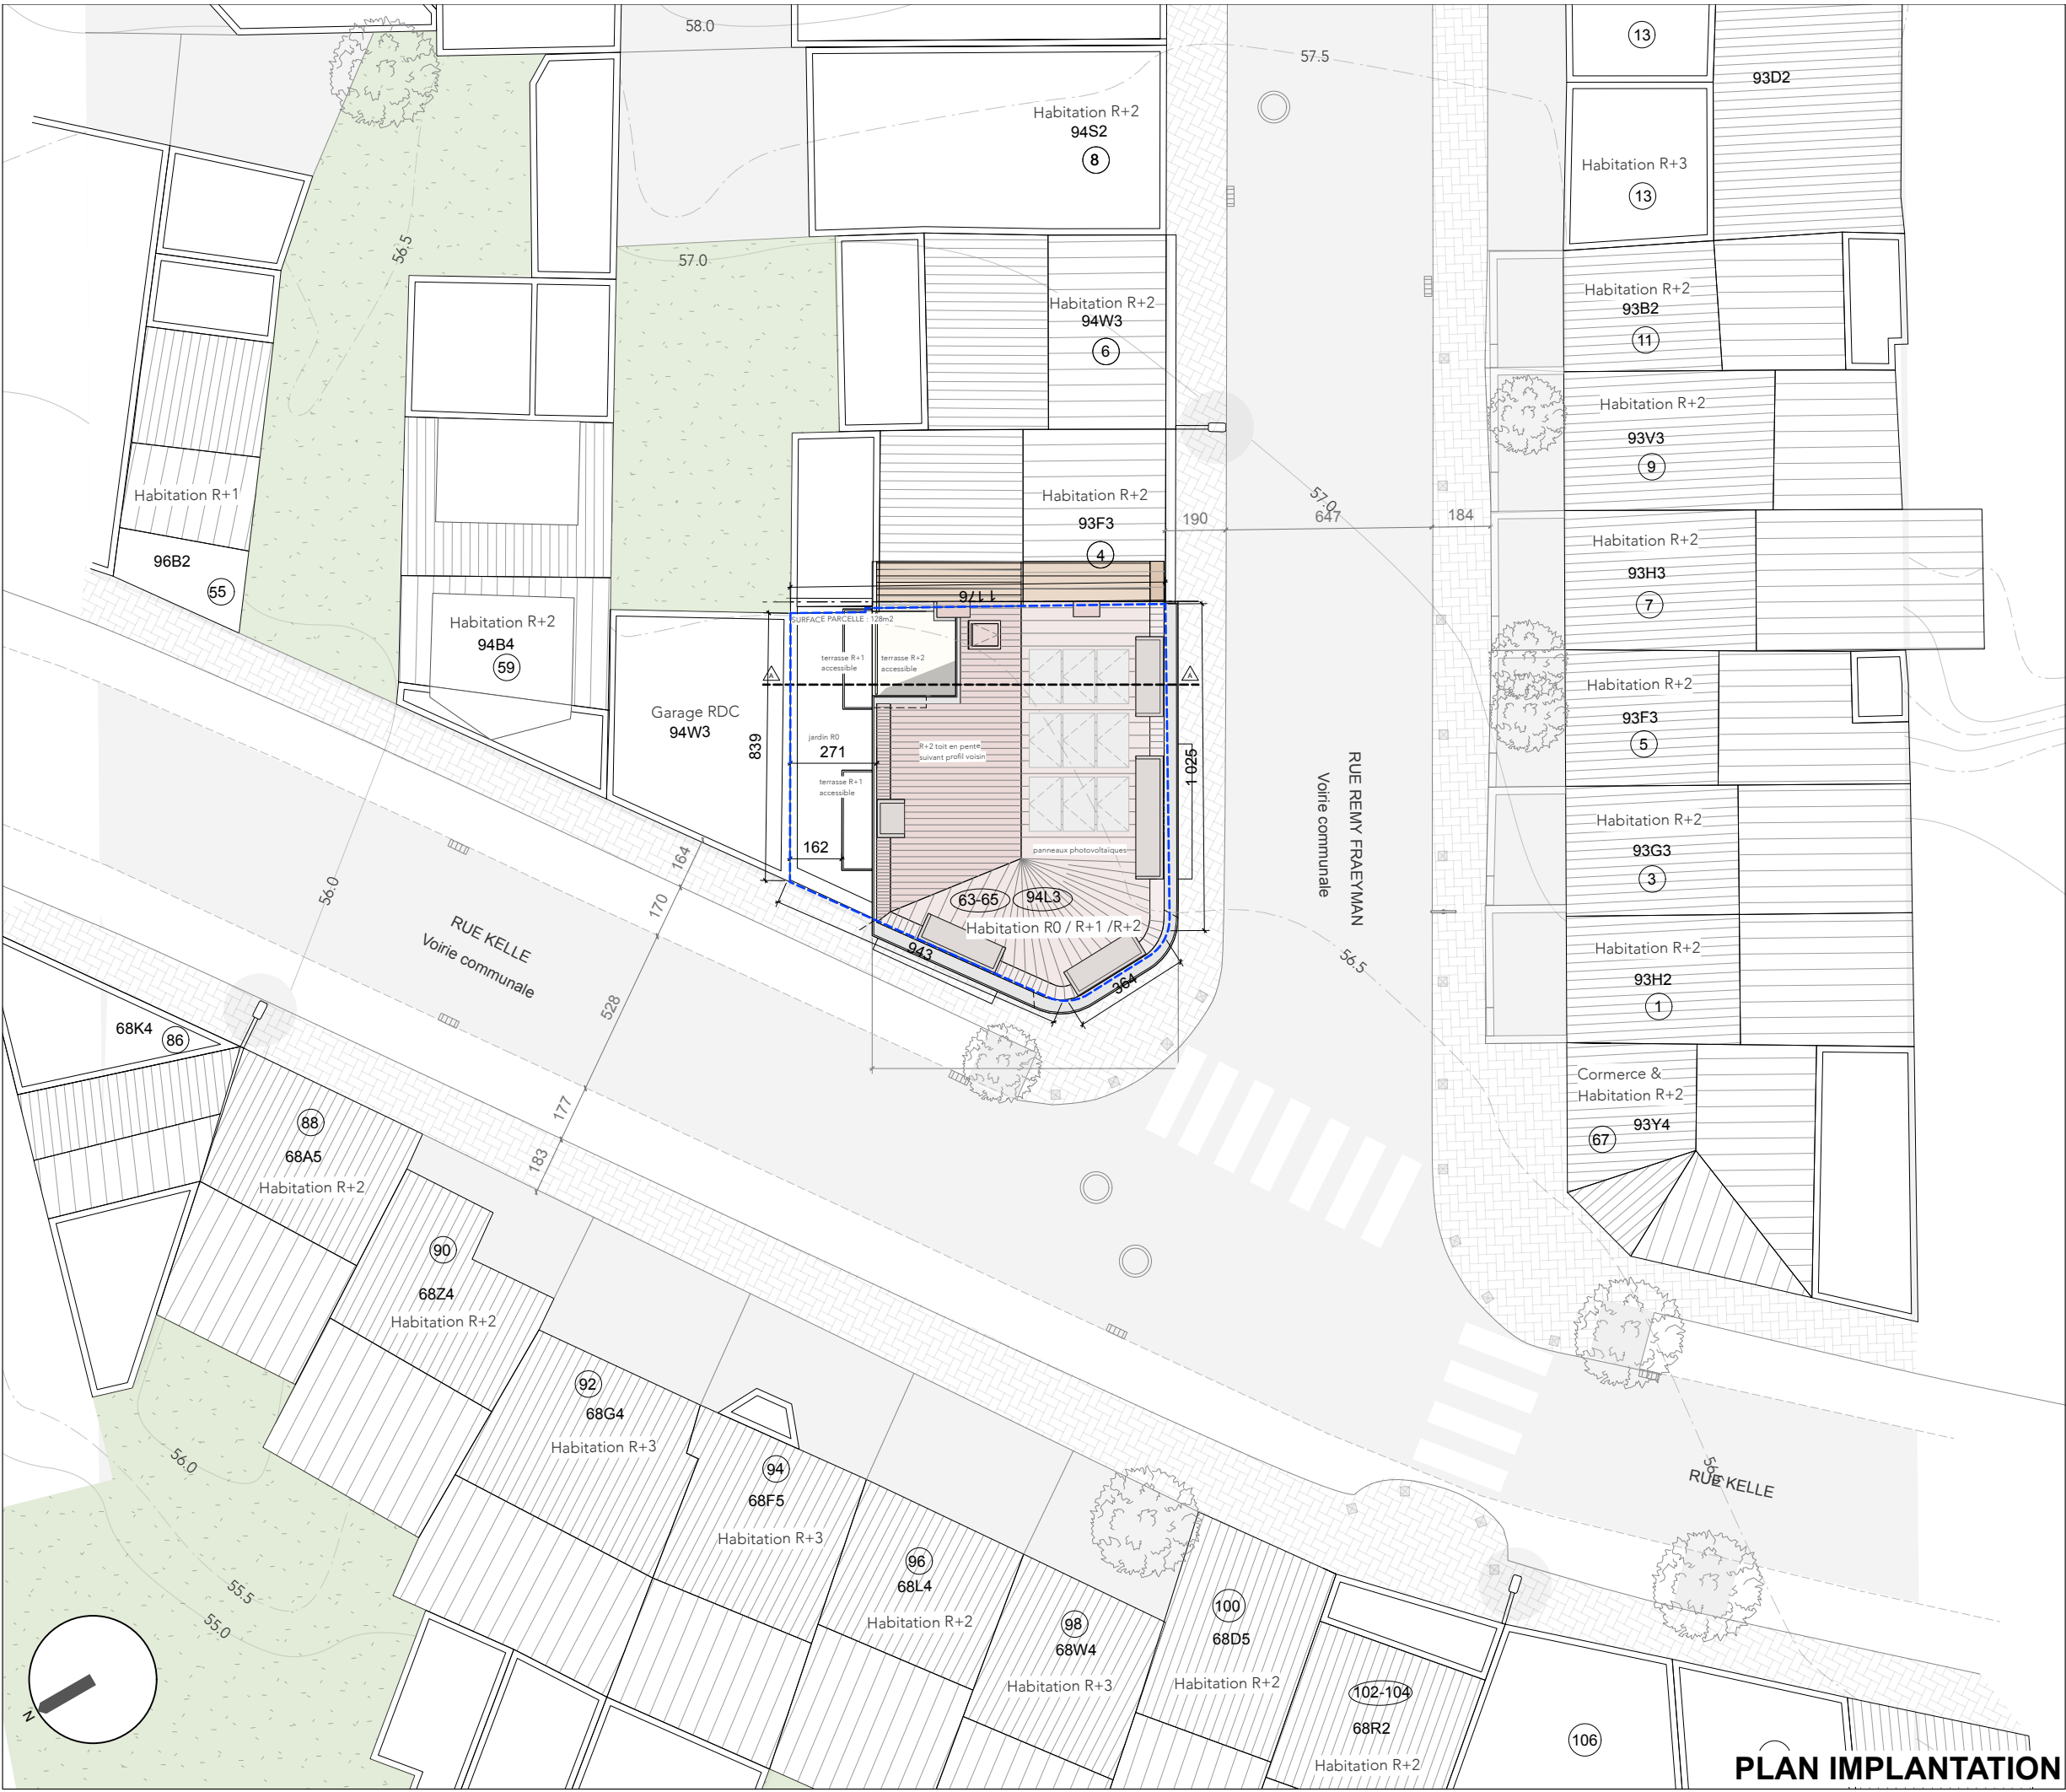 58.0
57.5
13
93D2
Habitation R+2
94S2
8
Habitation R+3
13
56.5
57.0
Habitation R+2
94W3
6
Habitation R+2
93B2
11
Habitation R+2
93V3
9
Habitation R+1
96B2
55
Habitation R+2
93F3
4
190
57.0
647
184
Habitation R+2
93H3
7
1 176
SURFACE PARCELLE : 128m2
Habitation R+2
94B4
59
terrasse R+1
accessible
terrasse R+2
accessible
A
A
Habitation R+2
93F3
5
Garage RDC
94W3
839
jardin R0
271
R+2 toit en pente
suivant profil voisin
1 025
terrasse R+1
accessible
162
panneaux photovoltaïques
RUE REMY FRAEYMAN
Voirie communale
Habitation R+2
93G3
3
164
170
56.0
63-65
94L3
Habitation R0 / R+1 /R+2
943
364
56.5
RUE KELLE
Voirie communale
528
177
183
Habitation R+2
93H2
1
68K4
86
Cormerce &
Habitation R+2
93Y4
67
88
68A5
Habitation R+2
90
68Z4
Habitation R+2
92
68G4
Habitation R+3
94
68F5
Habitation R+3
96
68L4
Habitation R+2
98
68W4
Habitation R+3
100
68D5
Habitation R+2
102-104
68R2
Habitation R+2
106
RUE KELLE
56.0
55.5
55.0
N
PLAN IMPLANTATION